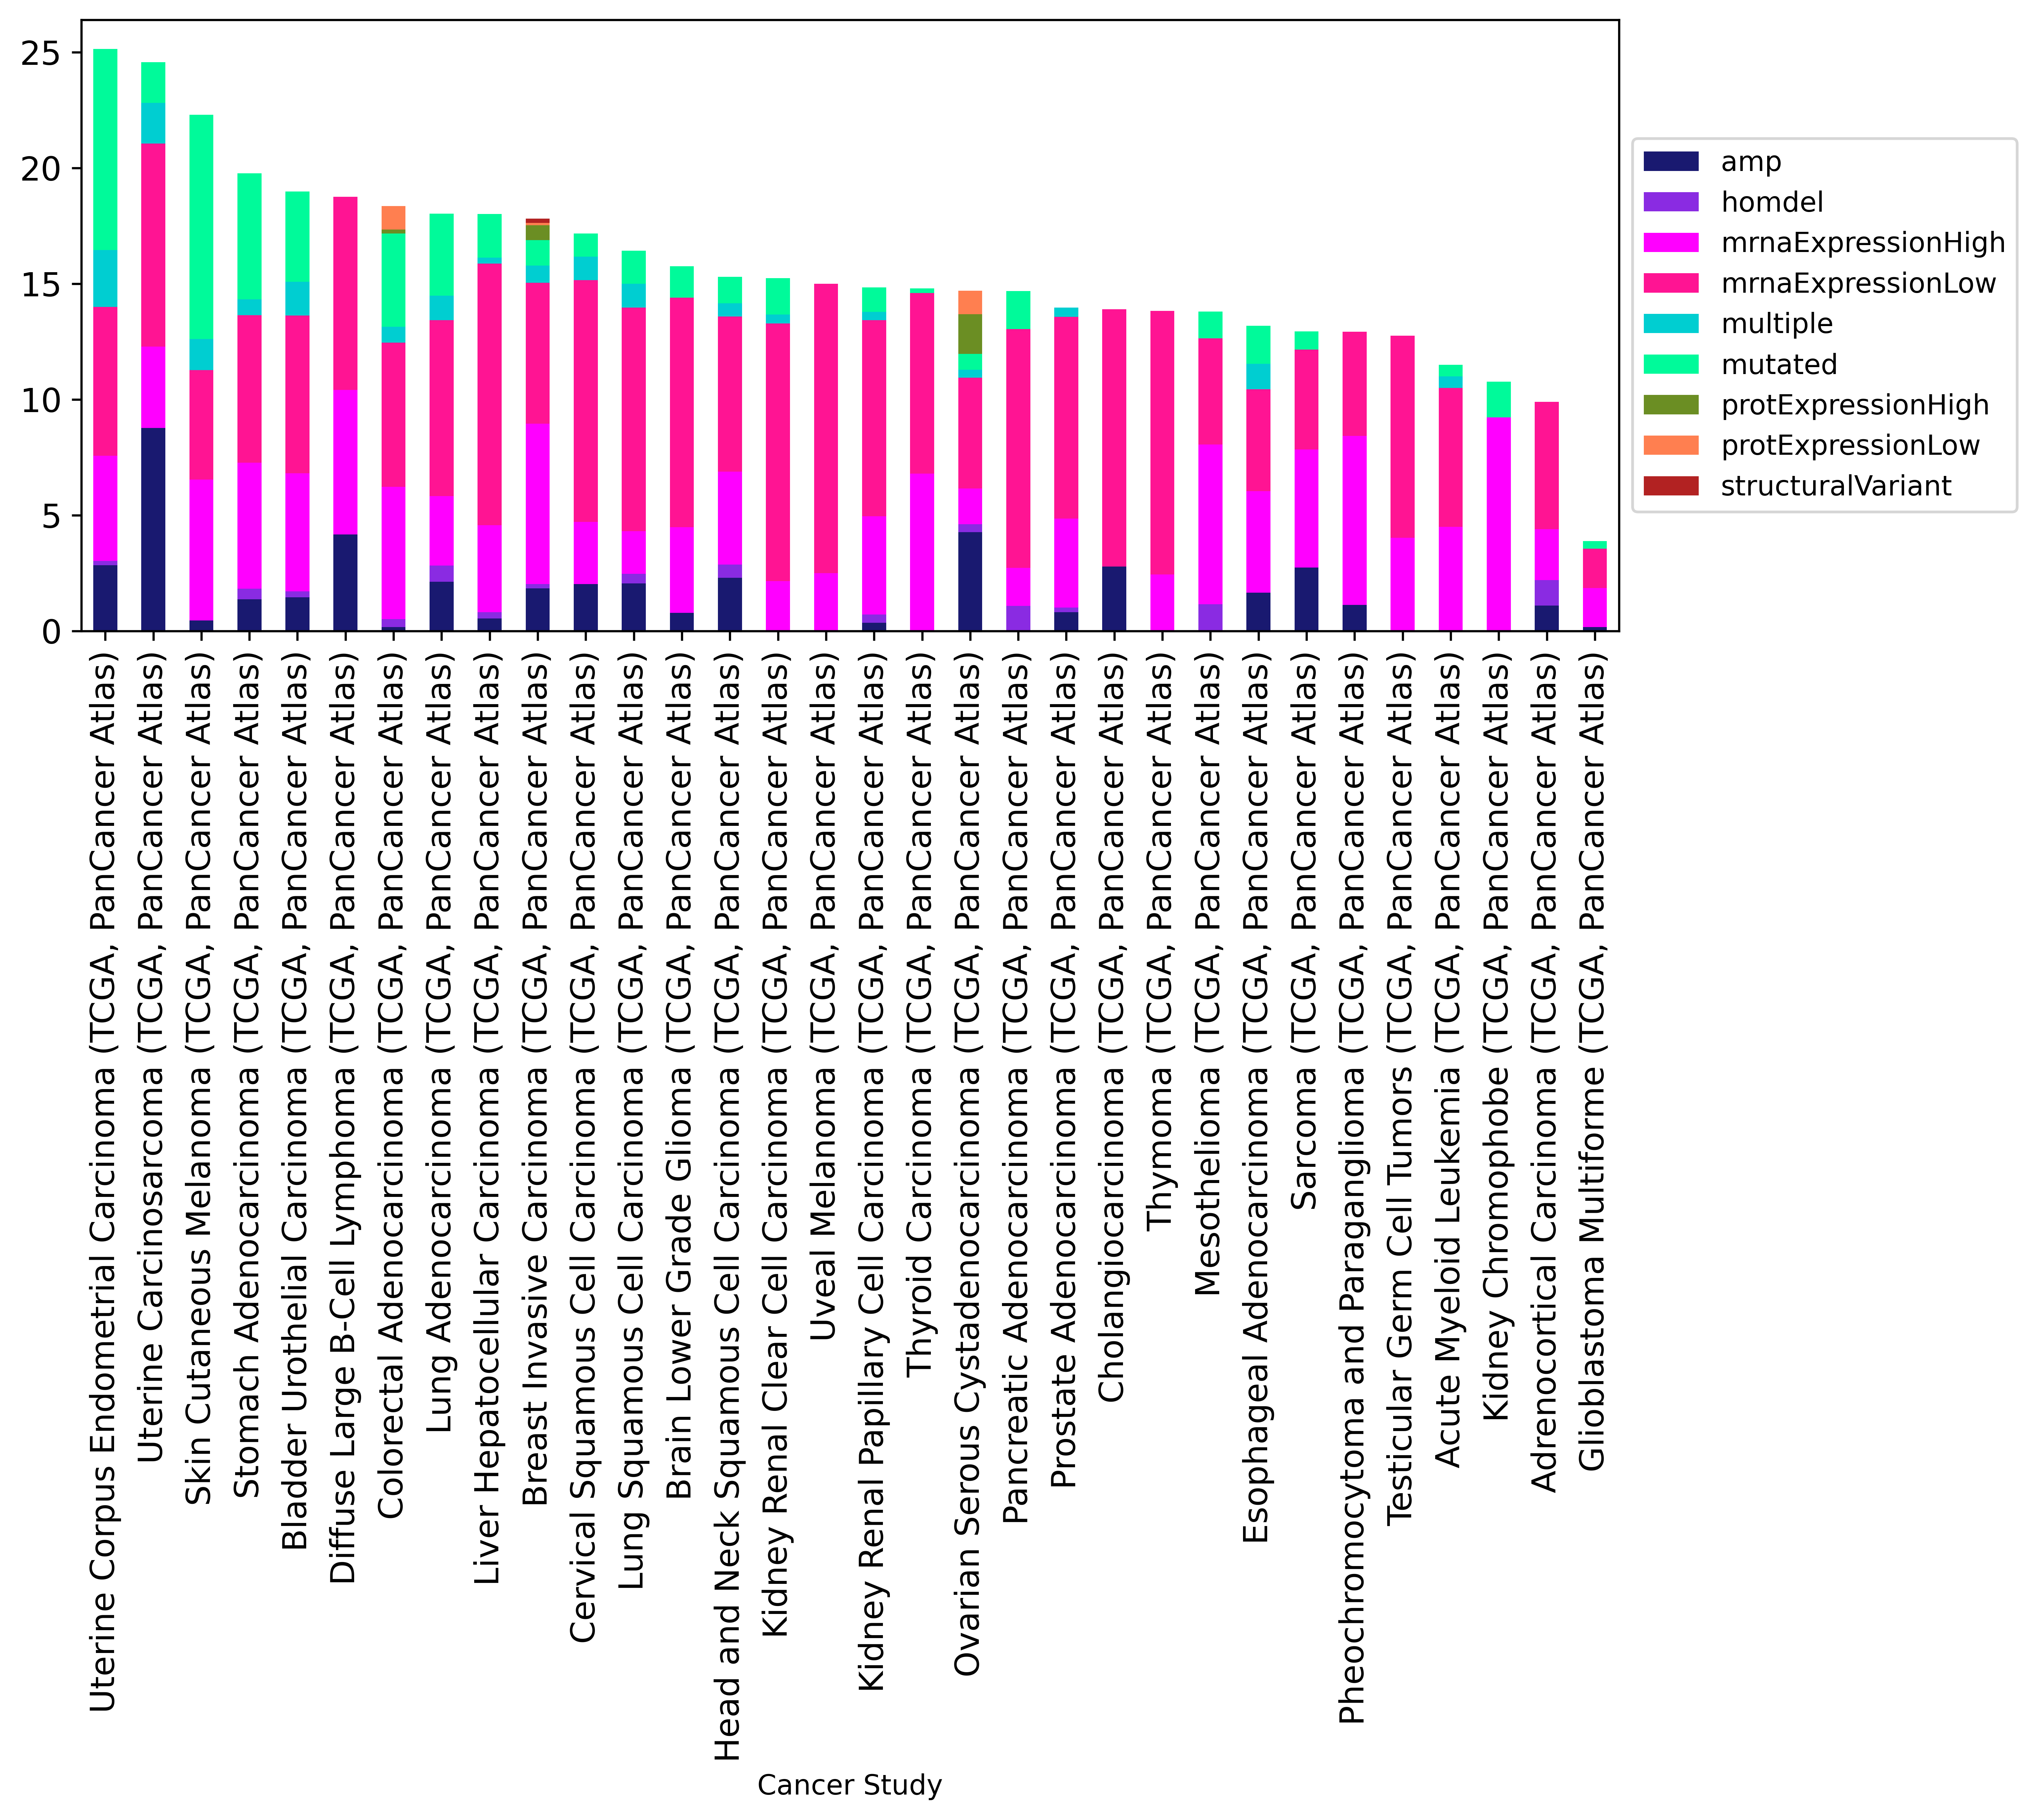 25
20
15
10
5
0
amp
homdel
mrnaExpressionHigh
mrnaExpressionLow
multiple
mutated
protExpressionHigh
protExpressionLow
structuralVariant
Uterine Corpus Endometrial Carcinoma (TCGA, PanCancer Atlas)
Uterine Carcinosarcoma (TCGA, PanCancer Atlas)
Skin Cutaneous Melanoma (TCGA, PanCancer Atlas)
Stomach Adenocarcinoma (TCGA, PanCancer Atlas)
Bladder Urothelial Carcinoma (TCGA, PanCancer Atlas)
Diffuse Large B-Cell Lymphoma (TCGA, PanCancer Atlas)
Colorectal Adenocarcinoma (TCGA, PanCancer Atlas)
Lung Adenocarcinoma (TCGA, PanCancer Atlas)
Liver Hepatocellular Carcinoma (TCGA, PanCancer Atlas)
Breast Invasive Carcinoma (TCGA, PanCancer Atlas)
Cervical Squamous Cell Carcinoma (TCGA, PanCancer Atlas)
Lung Squamous Cell Carcinoma (TCGA, PanCancer Atlas)
Brain Lower Grade Glioma (TCGA, PanCancer Atlas)
Head and Neck Squamous Cell Carcinoma (TCGA, PanCancer Atlas)
Kidney Renal Clear Cell Carcinoma (TCGA, PanCancer Atlas)
Uveal Melanoma (TCGA, PanCancer Atlas)
Kidney Renal Papillary Cell Carcinoma (TCGA, PanCancer Atlas)
Thyroid Carcinoma (TCGA, PanCancer Atlas)
Ovarian Serous Cystadenocarcinoma (TCGA, PanCancer Atlas)
Pancreatic Adenocarcinoma (TCGA, PanCancer Atlas)
Prostate Adenocarcinoma (TCGA, PanCancer Atlas)
Cholangiocarcinoma (TCGA, PanCancer Atlas)
Thymoma (TCGA, PanCancer Atlas)
Mesothelioma (TCGA, PanCancer Atlas)
Esophageal Adenocarcinoma (TCGA, PanCancer Atlas)
Sarcoma (TCGA, PanCancer Atlas)
Pheochromocytoma and Paraganglioma (TCGA, PanCancer Atlas)
Testicular Germ Cell Tumors (TCGA, PanCancer Atlas)
Acute Myeloid Leukemia (TCGA, PanCancer Atlas)
Kidney Chromophobe (TCGA, PanCancer Atlas)
Adrenocortical Carcinoma (TCGA, PanCancer Atlas)
Glioblastoma Multiforme (TCGA, PanCancer Atlas)
Cancer Study